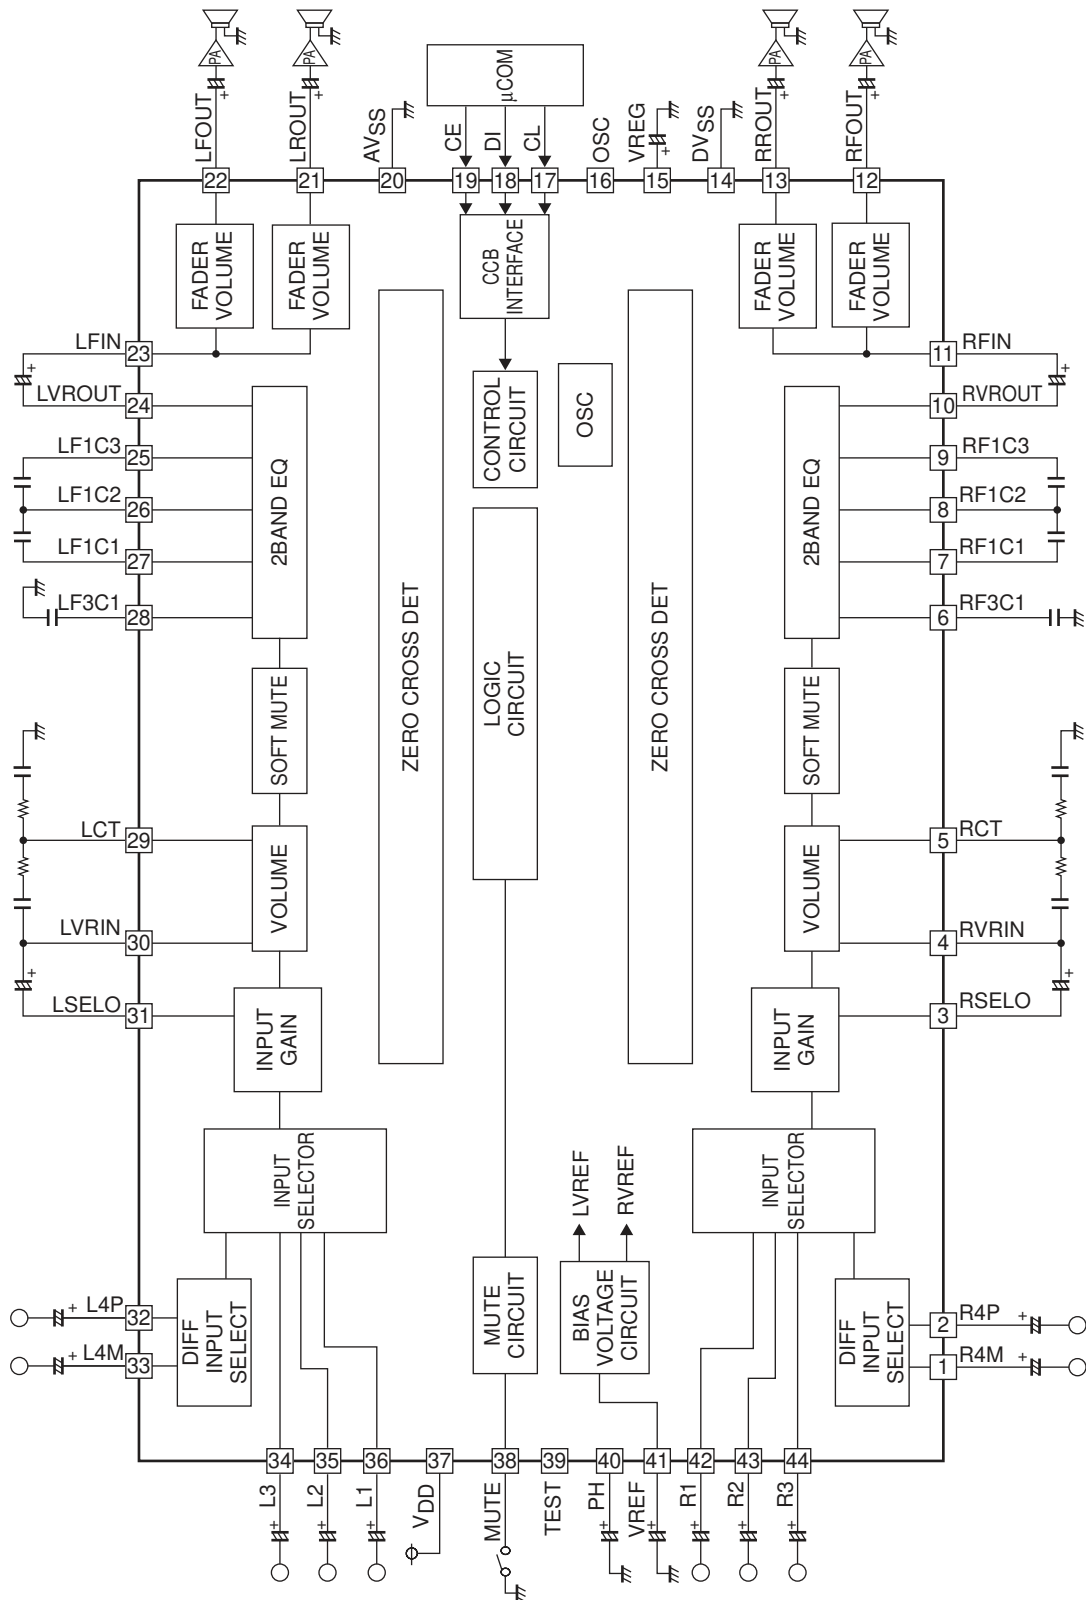 PA
PA
PA
PA
LFOUT
LROUT
AVSS
CE
μCOM
DI
CL
OSC
VREG
DVSS
RROUT
RFOUT
+
+
+
+
+
22
21
20
19
18
17
16
15
14
13
12
FADER
VOLUME
FADER
VOLUME
CCB
INTERFACE
FADER
VOLUME
FADER
VOLUME
LFIN
23
11
RFIN
+
+
LVROUT
24
10
RVROUT
LF1C3
25
9
RF1C3
LF1C2
26
8
RF1C2
LF1C1
27
7
RF1C1
LF3C1
28
6
RF3C1
2BAND EQ
ZERO CROSS DET
CONTROL
CIRCUIT
OSC
LOGIC
CIRCUIT
ZERO CROSS DET
2BAND EQ
SOFT MUTE
SOFT MUTE
LCT
29
5
RCT
VOLUME
VOLUME
LVRIN
30
4
RVRIN
+
+
LSELO
31
3
RSELO
INPUT
GAIN
INPUT
GAIN
INPUT
SELECTOR
LVREF
RVREF
INPUT
SELECTOR
+
L4P
32
2
R4P
+
+
L4M
33
1
R4M
+
DIFF
INPUT
SELECT
MUTE
CIRCUIT
BIAS
VOLTAGE
CIRCUIT
DIFF
INPUT
SELECT
34
35
36
37
38
39
40
41
42
43
44
L3
L2
L1
VDD
MUTE
TEST
PH
VREF
R1
R2
R3
+
+
+
+
+
+
+
+